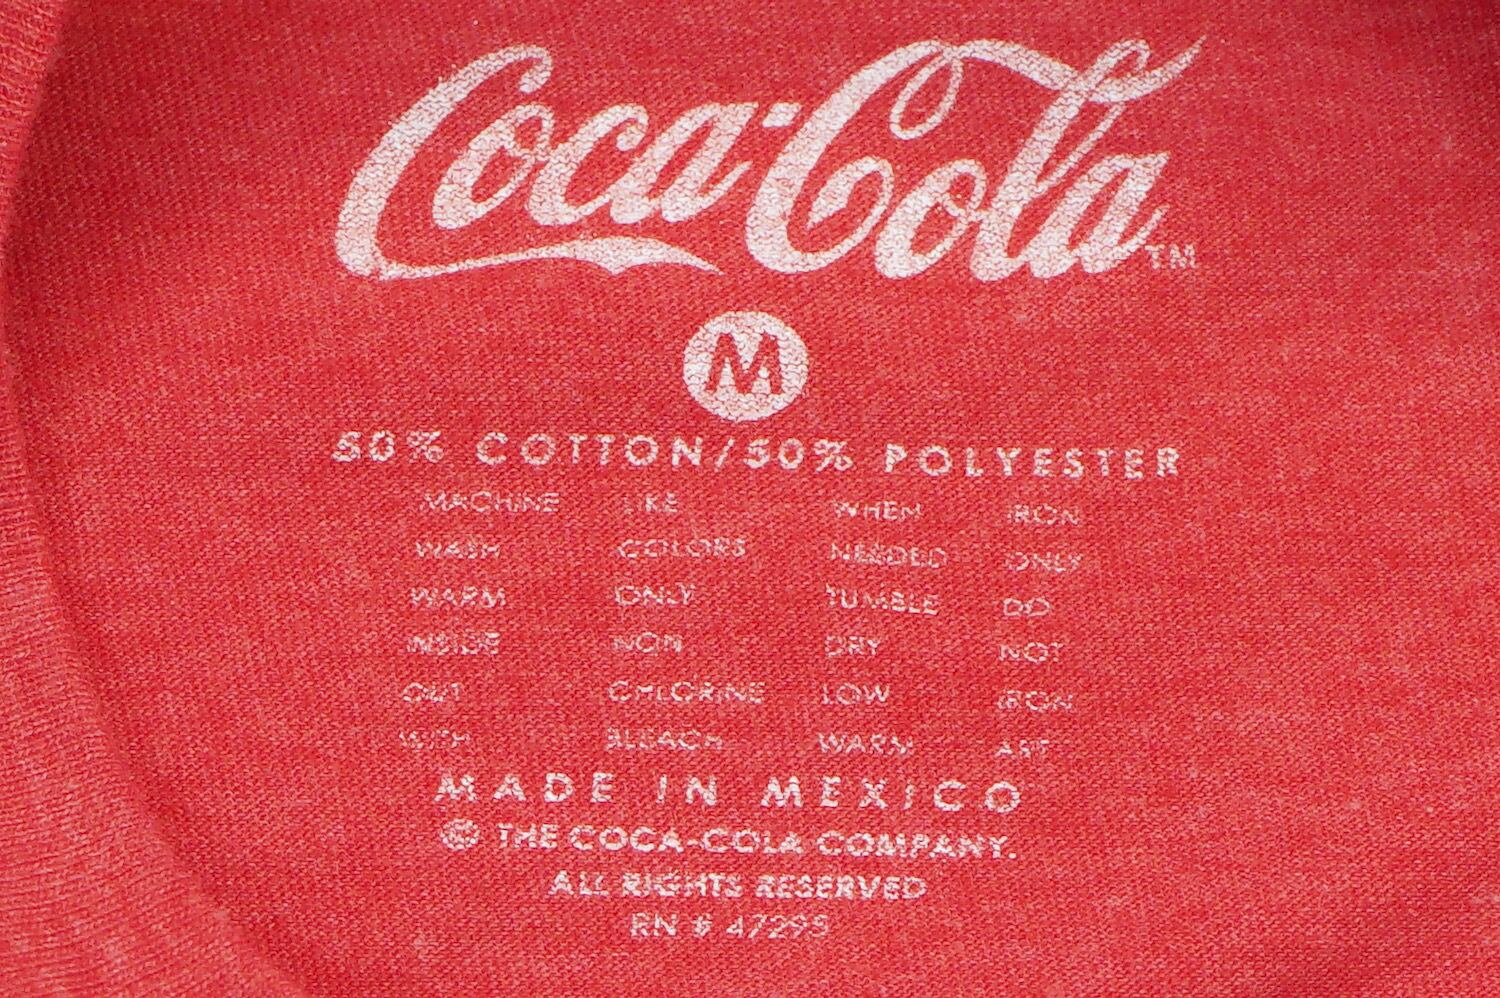 Coca-Cola TM
M
50% COTTON/50% POLYESTER
MACHINE LIKE WHEN IRON
WASH COLORS NEEDED ONLY
WARM ONLY TUMBLE DO
INSIDE NON DRY NOT
OUT CHLORINE LOW IRON
WITH BLEACH WARM ART
MADE IN MEXICO
© THE COCA-COLA COMPANY.
ALL RIGHTS RESERVED
RN # 47295